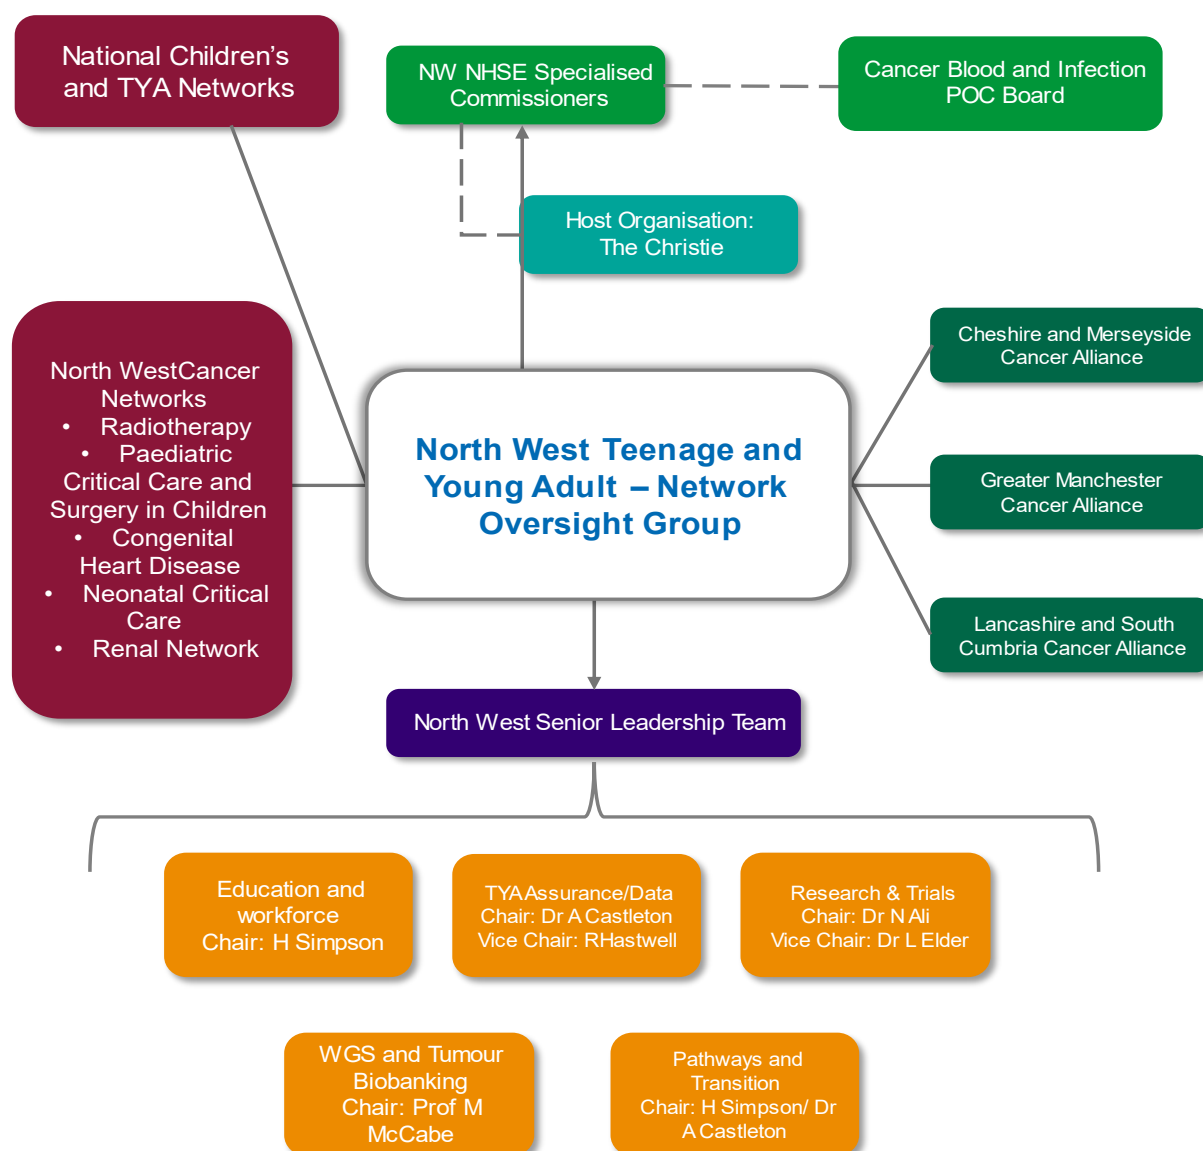 National Children's
and TYA Networks
NW NHSE Specialised
Commissioners
Cancer Blood and Infection
POC Board
Host Organisation:
The Christie
North WestCancer
Networks
• Radiotherapy
• Paediatric
Critical Care and
Surgery in Children
• Congenital
Heart Disease
• Neonatal Critical
Care
• Renal Network
North West Teenage and
Young Adult – Network
Oversight Group
Cheshire and Merseyside
Cancer Alliance
Greater Manchester
Cancer Alliance
Lancashire and South
Cumbria Cancer Alliance
North West Senior Leadership Team
Education and
workforce
Chair: H Simpson
TYA Assurance/Data
Chair: Dr A Castleton
Vice Chair: RHastwell
Research & Trials
Chair: Dr N Ali
Vice Chair: Dr L Elder
WGS and Tumour
Biobanking
Chair: Prof M
McCabe
Pathways and
Transition
Chair: H Simpson/ Dr
A Castleton